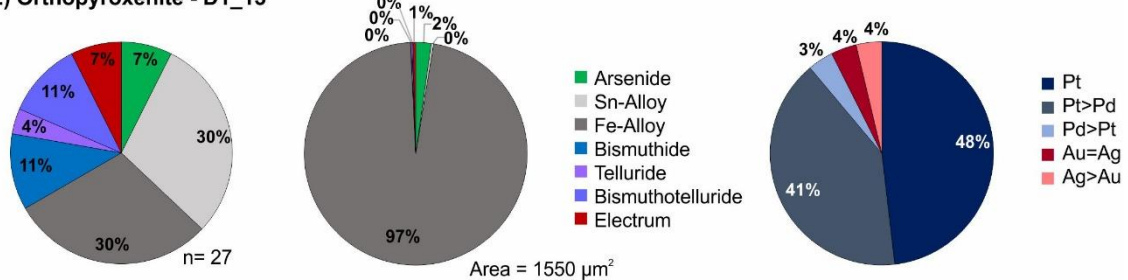 Orthopyroxenite - DT_15
7%
7%
30%
30%
11%
4%
11%
n= 27
0%
0%
0%
1%
2%
0%
97%
Area = 1550 µm²
Arsenide
Sn-Alloy
Fe-Alloy
Bismuthide
Telluride
Bismuthotelluride
Electrum
3%
4%
4%
48%
41%
Pt
Pt>Pd
Pd>Pt
Au=Ag
Ag>Au